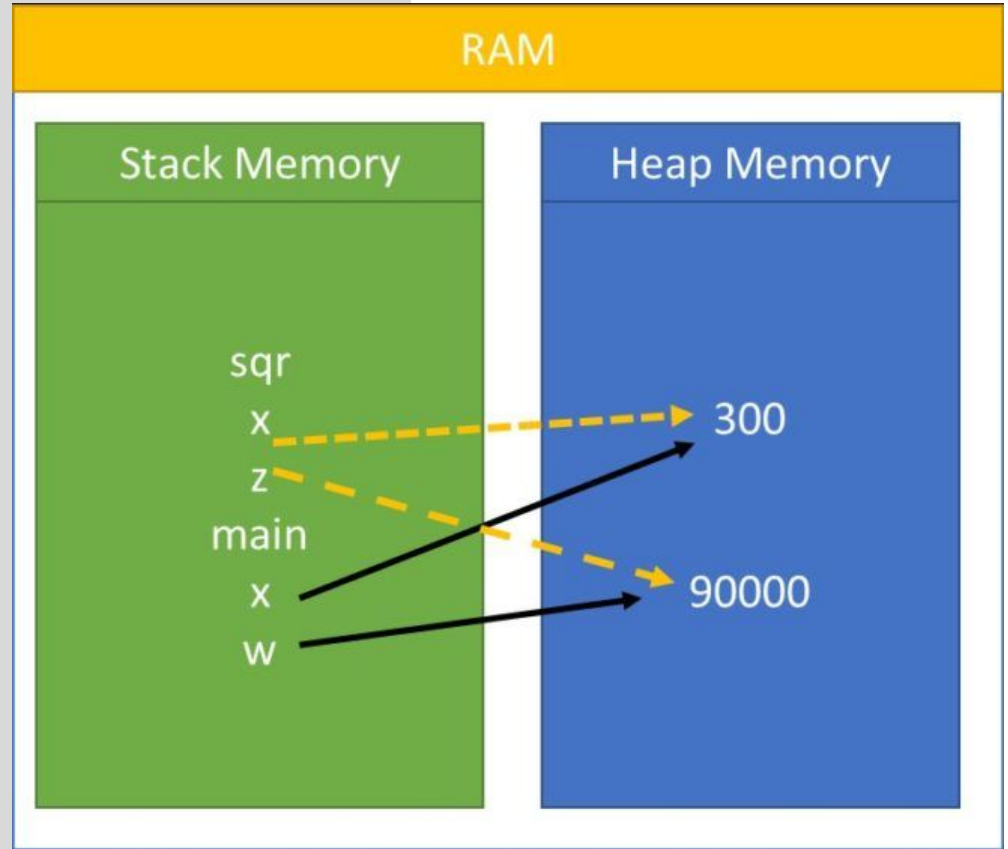 RAM
Stack Memory
Heap Memory
sqr
x
z
main
x
w
300
90000